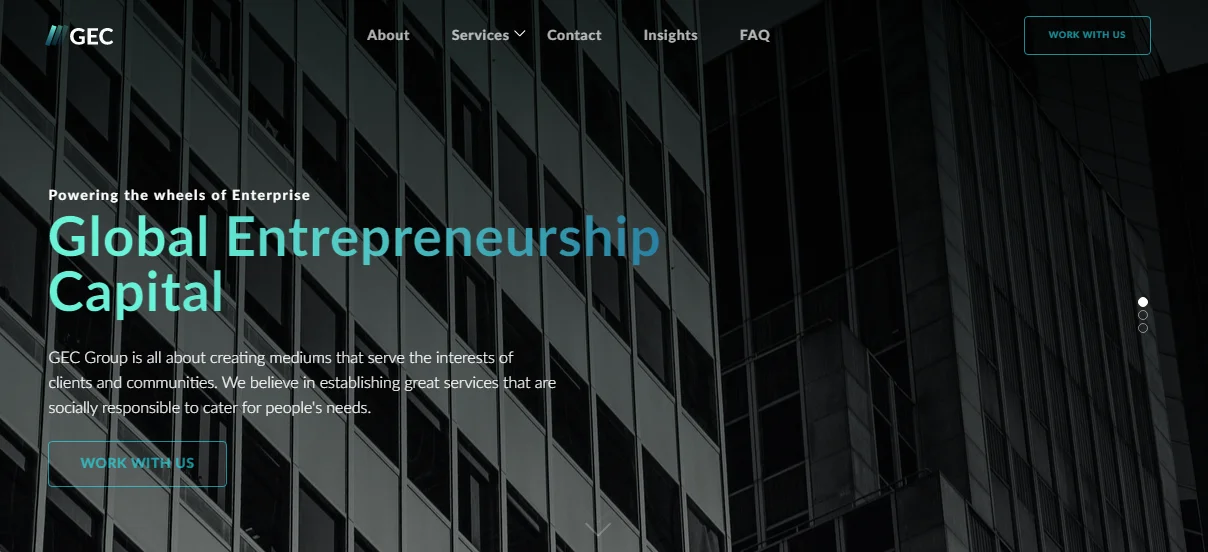 GEC
About
Services
Contact
Insights
FAQ
WORK WITH US
Powering the wheels of Enterprise
Global Entrepreneurship
Capital
GEC Group is all about creating mediums that serve the interests of
clients and communities. We believe in establishing great services that are
socially responsible to cater for people's needs.
WORK WITH US